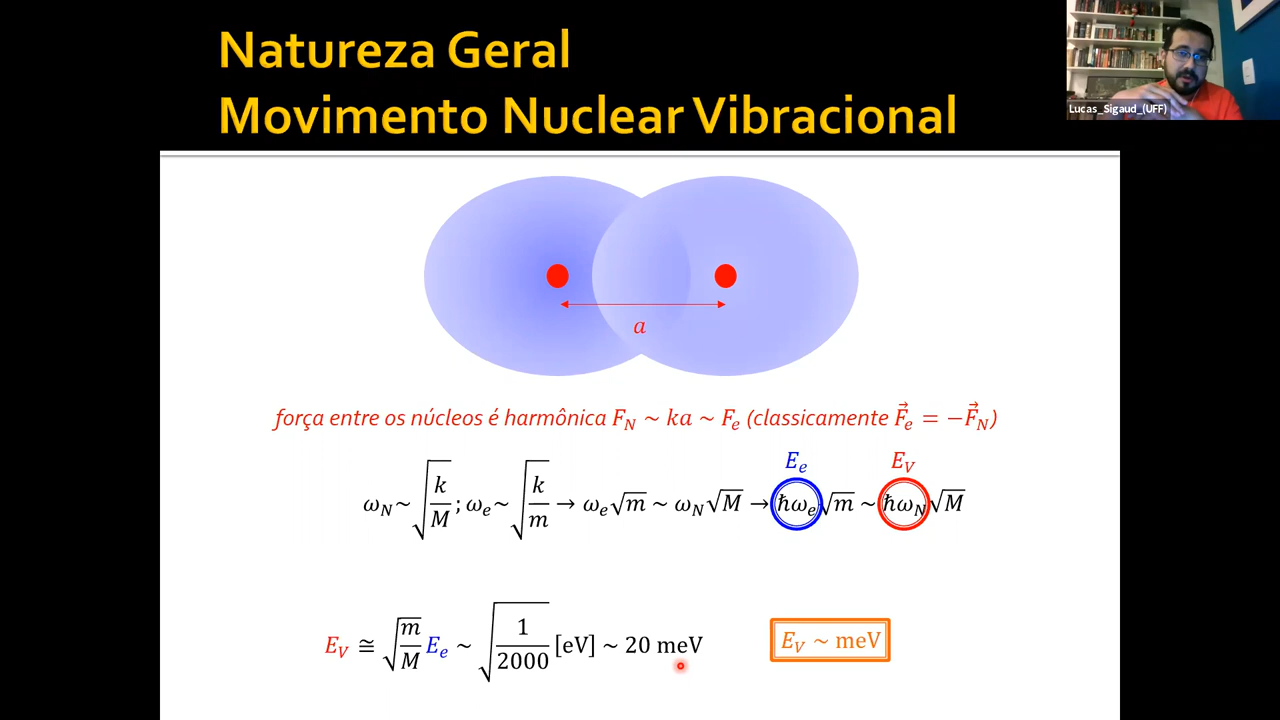 Natureza Geral
Movimento Nuclear Vibracional
Lucas_Sigaud_(UFF)
a
força entre os núcleos é harmônica F_N ~ ka ~ F_e (classicamente F⃗_e = −F⃗_N)
E_e E_V
ω_N~√(k/M); ω_e~√(k/m) → ω_e√m ~ ω_N√M → ħω_e√m ~ ħω_N√M
E_V ≅ √(m/M) E_e ~ √(1/2000) [eV] ~ 20 meV
E_V ~ meV